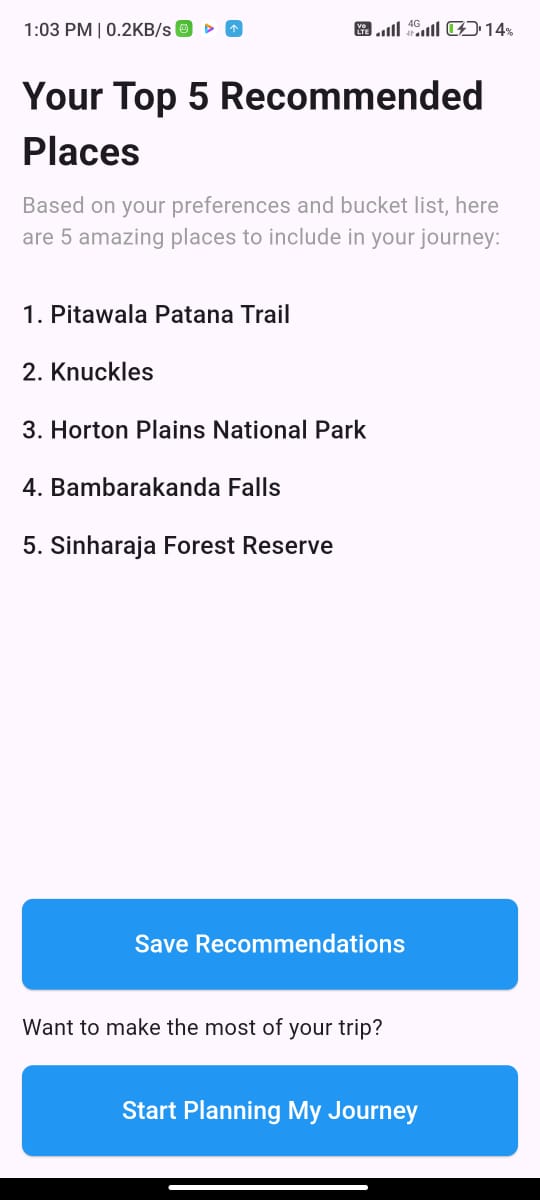 1:03 PM | 0.2KB/s Vo LTE 4G 14%
Your Top 5 Recommended
Places
Based on your preferences and bucket list, here
are 5 amazing places to include in your journey:
1. Pitawala Patana Trail
2. Knuckles
3. Horton Plains National Park
4. Bambarakanda Falls
5. Sinharaja Forest Reserve
Save Recommendations
Want to make the most of your trip?
Start Planning My Journey